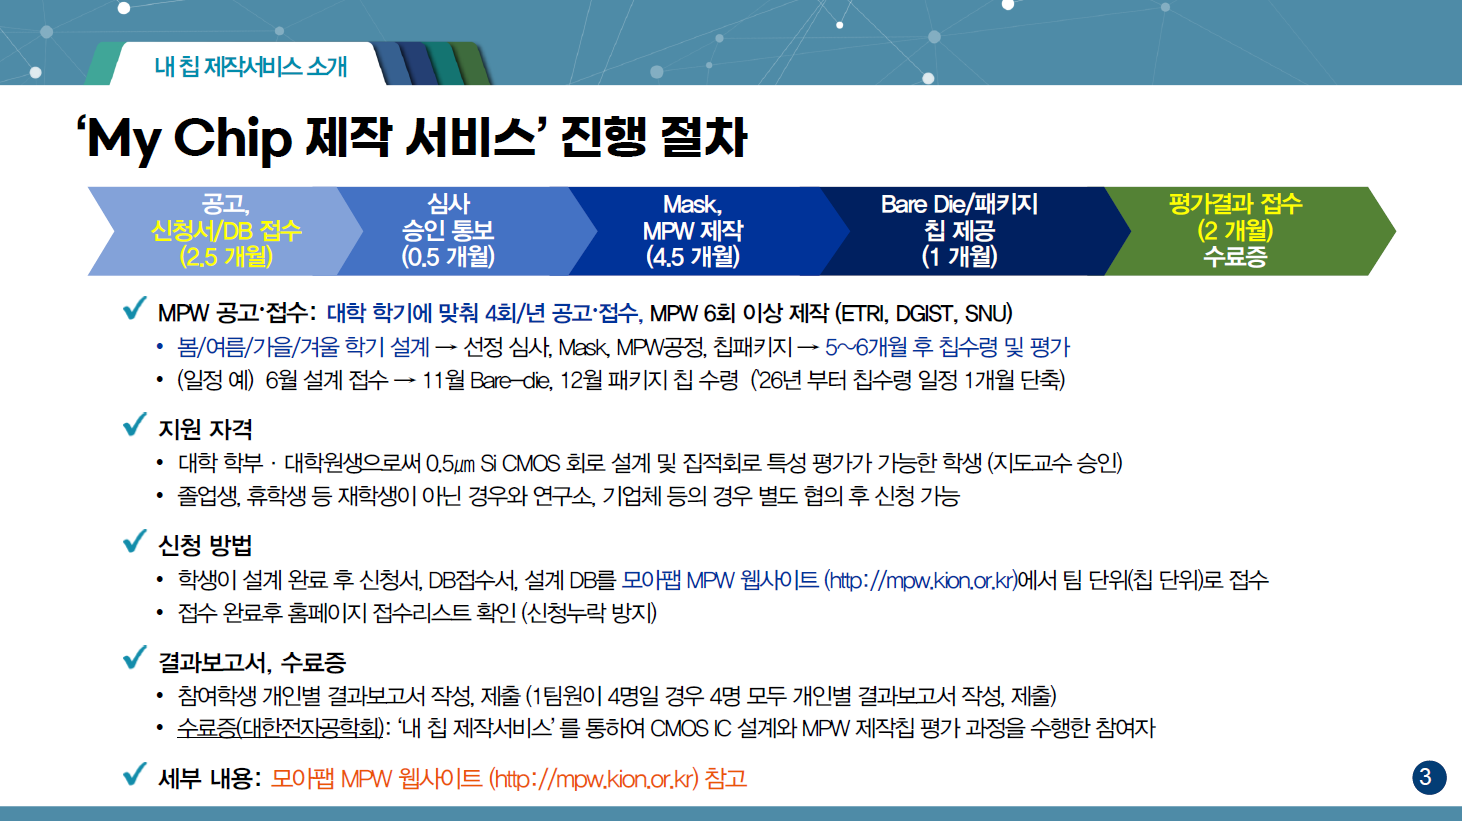 내 칩 제작서비스 소개
‘My Chip 제작 서비스’ 진행 절차
공고,
신청서/DB 접수
(2.5 개월)
심사
승인 통보
(0.5 개월)
Mask,
MPW 제작
(4.5 개월)
Bare Die/패키지
칩 제공
(1 개월)
평가결과 접수
(2 개월)
수료증
✓ MPW 공고·접수: 대학 학기에 맞춰 4회/년 공고·접수, MPW 6회 이상 제작 (ETRI, DGIST, SNU)
• 봄/여름/가을/겨울 학기 설계 → 선정 심사, Mask, MPW공정, 칩패키지 → 5~6개월 후 칩수령 및 평가
• (일정 예) 6월 설계 접수 → 11월 Bare-die, 12월 패키지 칩 수령 (’26년 부터 칩수령 일정 1개월 단축)
✓ 지원 자격
• 대학 학부 · 대학원생으로써 0.5㎛ Si CMOS 회로 설계 및 집적회로 특성 평가가 가능한 학생 (지도교수 승인)
• 졸업생, 휴학생 등 재학생이 아닌 경우와 연구소, 기업체 등의 경우 별도 협의 후 신청 가능
✓ 신청 방법
• 학생이 설계 완료 후 신청서, DB접수서, 설계 DB를 모아팹 MPW 웹사이트 (http://mpw.kion.or.kr)에서 팀 단위(칩 단위)로 접수
• 접수 완료후 홈페이지 접수리스트 확인 (신청누락 방지)
✓ 결과보고서, 수료증
• 참여학생 개인별 결과보고서 작성, 제출 (1팀원이 4명일 경우 4명 모두 개인별 결과보고서 작성, 제출)
• 수료증(대한전자공학회): ‘내 칩 제작서비스’ 를 통하여 CMOS IC 설계와 MPW 제작칩 평가 과정을 수행한 참여자
✓ 세부 내용: 모아팹 MPW 웹사이트 (http://mpw.kion.or.kr) 참고
3